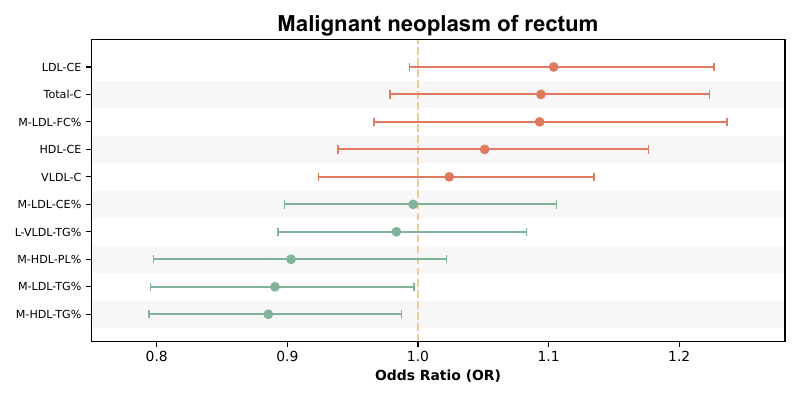 Malignant neoplasm of rectum
LDL-CE
Total-C
M-LDL-FC%
HDL-CE
VLDL-C
M-LDL-CE%
L-VLDL-TG%
M-HDL-PL%
M-LDL-TG%
M-HDL-TG%
0.8 0.9 1.0 1.1 1.2
Odds Ratio (OR)